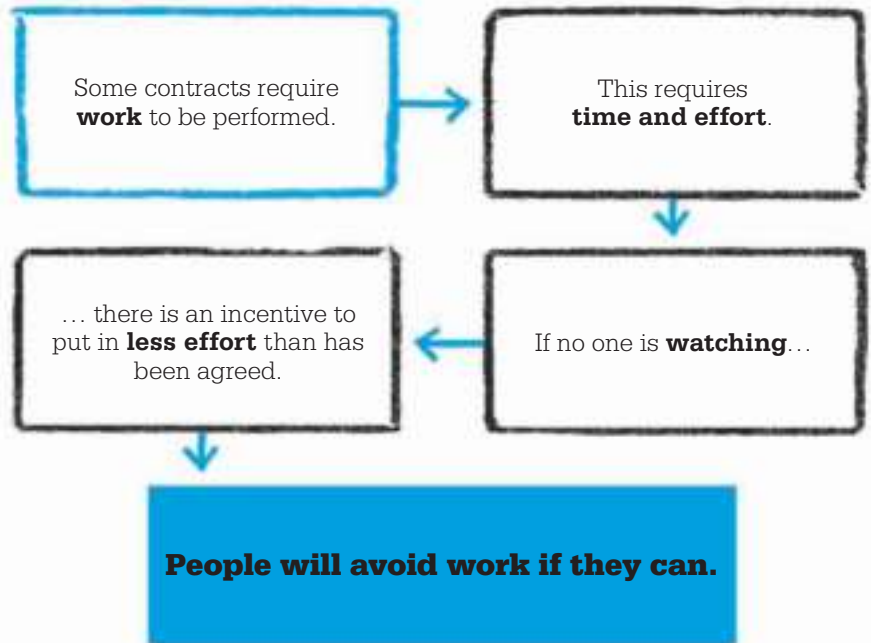 Some contracts require
work to be performed.
This requires
time and effort.
If no one is watching…
… there is an incentive to
put in less effort than has
been agreed.
People will avoid work if they can.